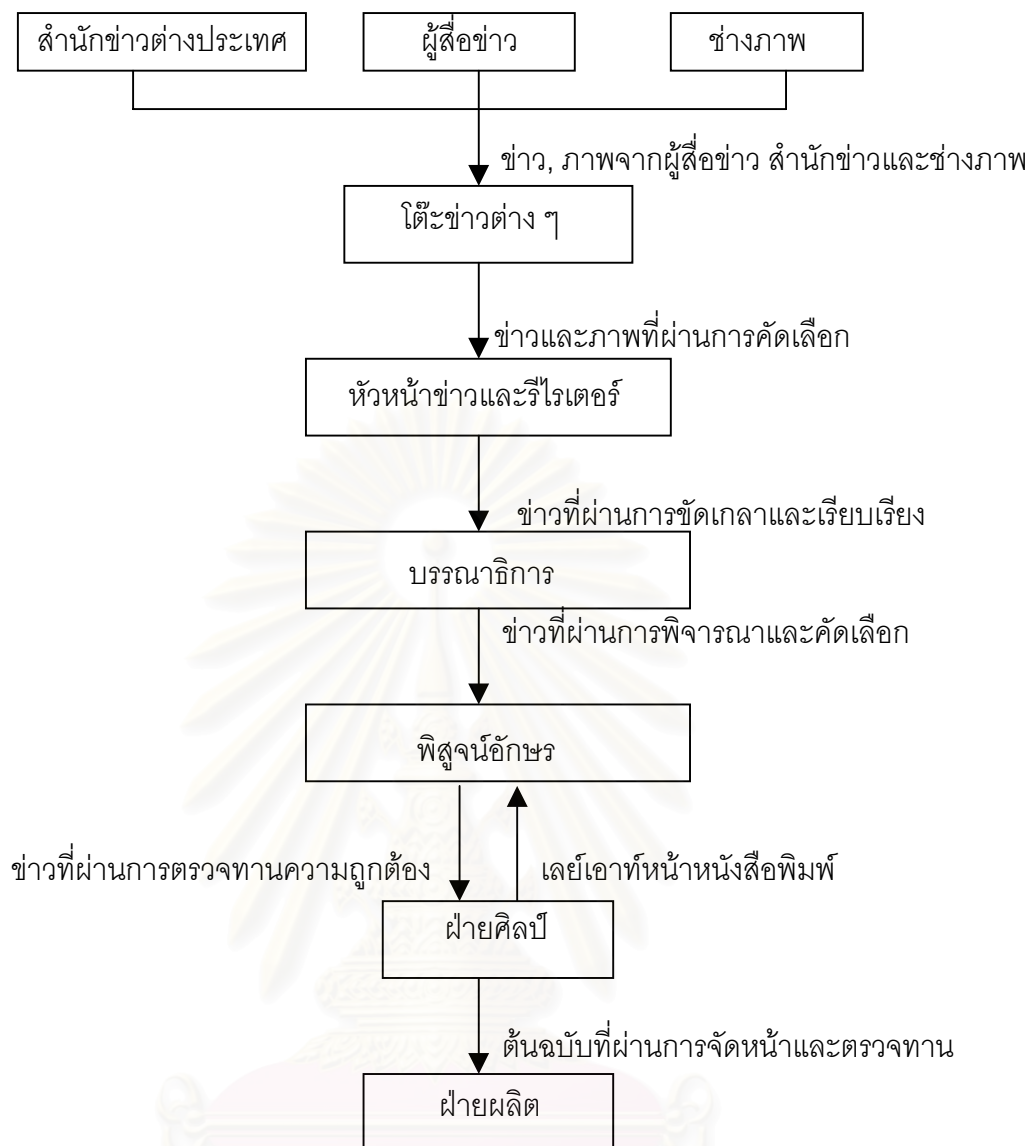 สำนักข่าวต่างประเทศ
ผู้สื่อข่าว
ช่างภาพ
ข่าว, ภาพจากผู้สื่อข่าว สำนักข่าวและช่างภาพ
โต๊ะข่าวต่าง ๆ
ข่าวและภาพที่ผ่านการคัดเลือก
หัวหน้าข่าวและรีไรเตอร์
ข่าวที่ผ่านการขัดเกลาและเรียบเรียง
บรรณาธิการ
ข่าวที่ผ่านการพิจารณาและคัดเลือก
พิสูจน์อักษร
ข่าวที่ผ่านการตรวจทานความถูกต้อง
เลย์เอาท์หน้าหนังสือพิมพ์
ฝ่ายศิลป์
ต้นฉบับที่ผ่านการจัดหน้าและตรวจทาน
ฝ่ายผลิต